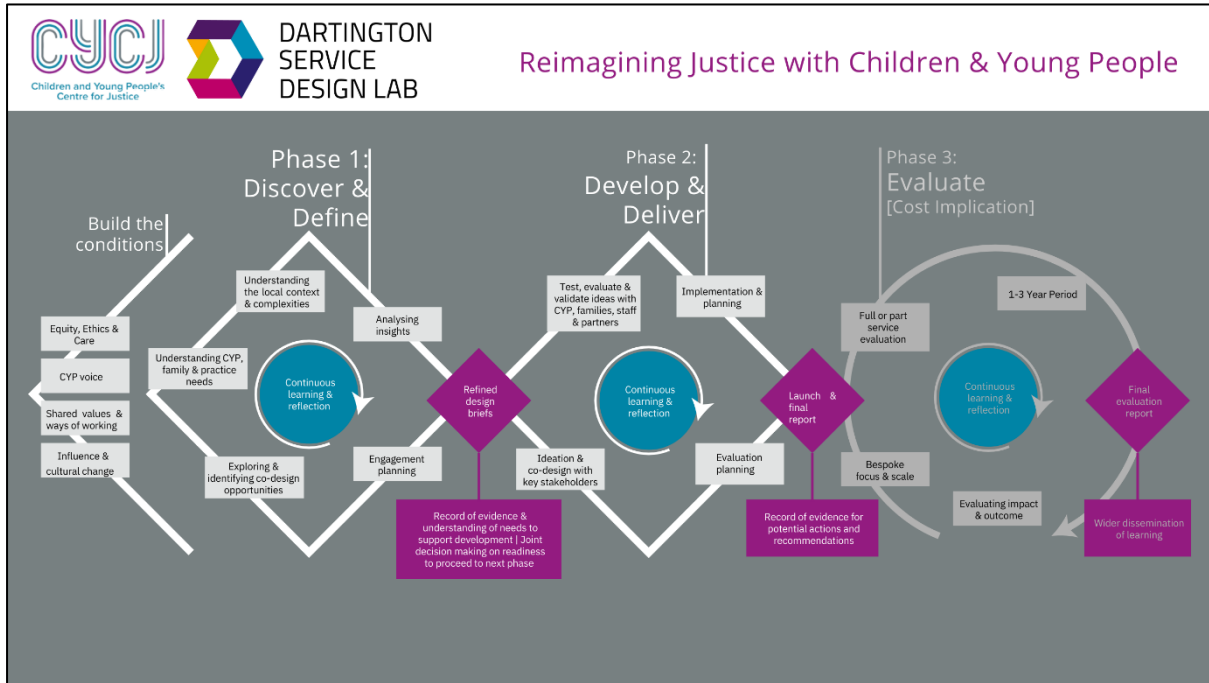 CYCJ
Children and Young People's
Centre for Justice
DARTINGTON
SERVICE
DESIGN LAB
Reimagining Justice with Children & Young People
Build the
conditions
Equity, Ethics &
Care
CYP voice
Shared values &
ways of working
Influence &
cultural change
Phase 1:
Discover &
Define
Understanding
the local context
& complexities
Analysing
insights
Understanding CYP,
family & practice
needs
Continuous
learning &
reflection
Exploring &
identifying co-design
opportunities
Engagement
planning
Refined
design
briefs
Record of evidence &
understanding of needs to
support development | Joint
decision making on readiness
to proceed to next phase
Phase 2:
Develop &
Deliver
Test, evaluate &
validate ideas with
CYP, families, staff
& partners
Implementation &
planning
Continuous
learning &
reflection
Ideation &
co-design with
key stakeholders
Evaluation
planning
Launch &
final
report
Record of evidence for
potential actions and
recommendations
Phase 3:
Evaluate
[Cost Implication]
1-3 Year Period
Full or part
service
evaluation
Continuous
learning &
reflection
Bespoke
focus & scale
Evaluating impact
& outcome
Final
evaluation
report
Wider dissemination
of learning